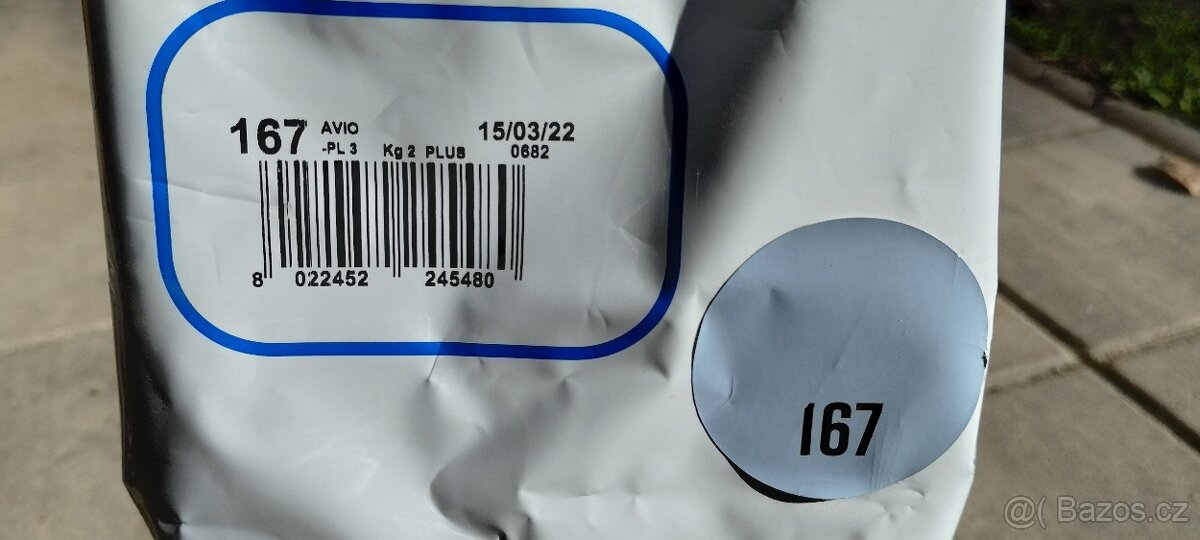 167 AVIO 15/03/22
-PL 3 Kg 2 PLUS 0682
8 022452 245480
167
@( Bazos.cz